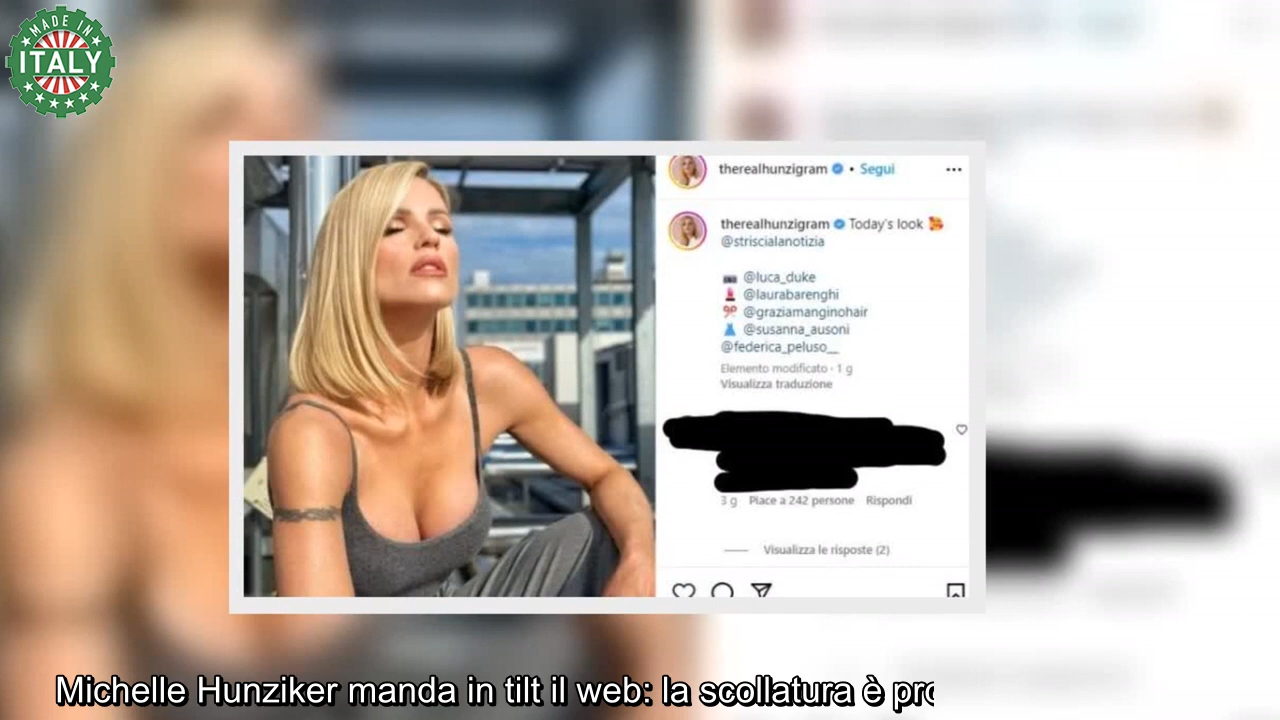 MADE IN
ITALY
therealhunzigram • Segui
therealhunzigram Today's look
@striscialanotizia
@luca_duke
@laurabarenghi
@graziamanginohair
@susanna_ausoni
@federica_peluso__
Elemento modificato · 1 g
Visualizza traduzione
3 g Piace a 242 persone Rispondi
Visualizza le risposte (2)
Michelle Hunziker manda in tilt il web: la scollatura è pro